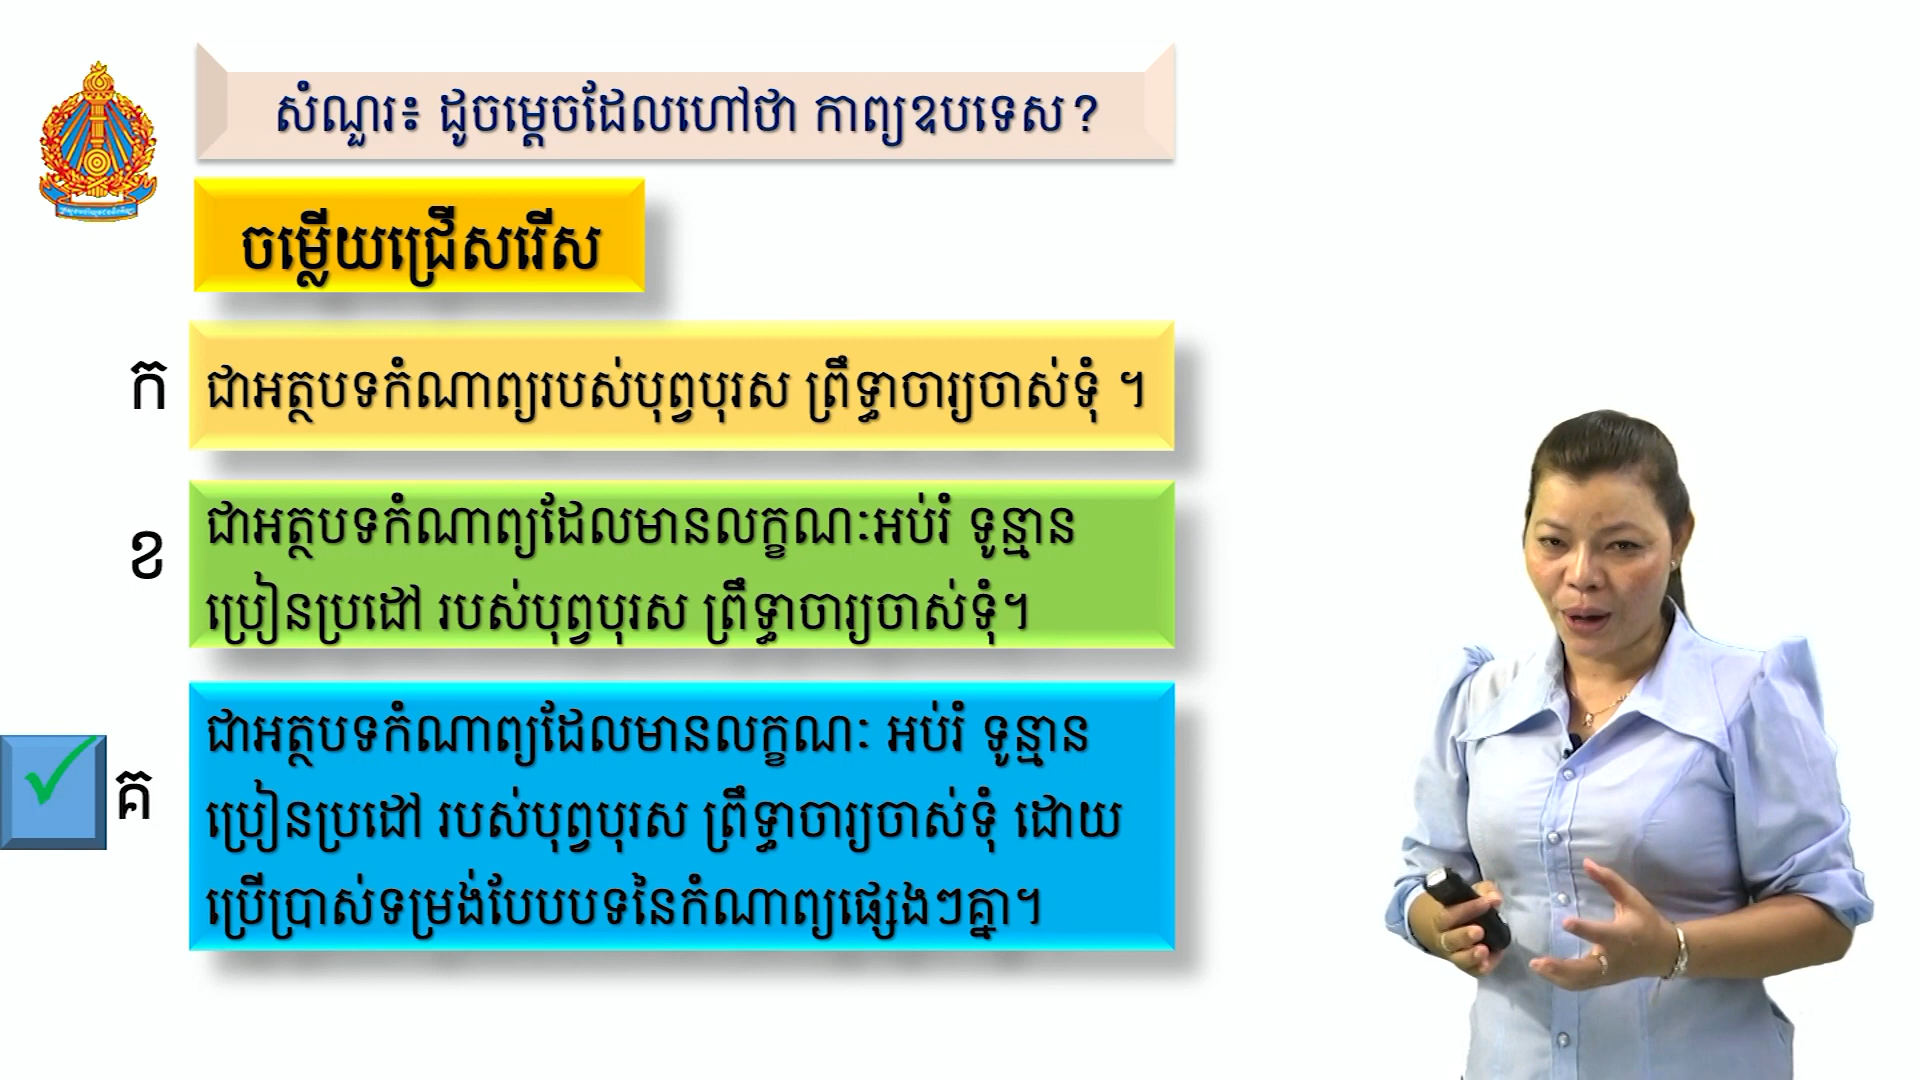 សំណួរ៖ ដូចម្ដេចដែលហៅថា កាព្យឧបទេស?
ចម្លើយជ្រើសរើស
ក
ជាអត្ថបទកំណាព្យរបស់បុព្វបុរស ព្រឹទ្ធាចារ្យចាស់ទុំ ។
ខ
ជាអត្ថបទកំណាព្យដែលមានលក្ខណៈអប់រំ ទូន្មាន
ប្រៀនប្រដៅ របស់បុព្វបុរស ព្រឹទ្ធាចារ្យចាស់ទុំ។
គ
ជាអត្ថបទកំណាព្យដែលមានលក្ខណៈ អប់រំ ទូន្មាន
ប្រៀនប្រដៅ របស់បុព្វបុរស ព្រឹទ្ធាចារ្យចាស់ទុំ ដោយ
ប្រើប្រាស់ទម្រង់បែបបទនៃកំណាព្យផ្សេងៗគ្នា។